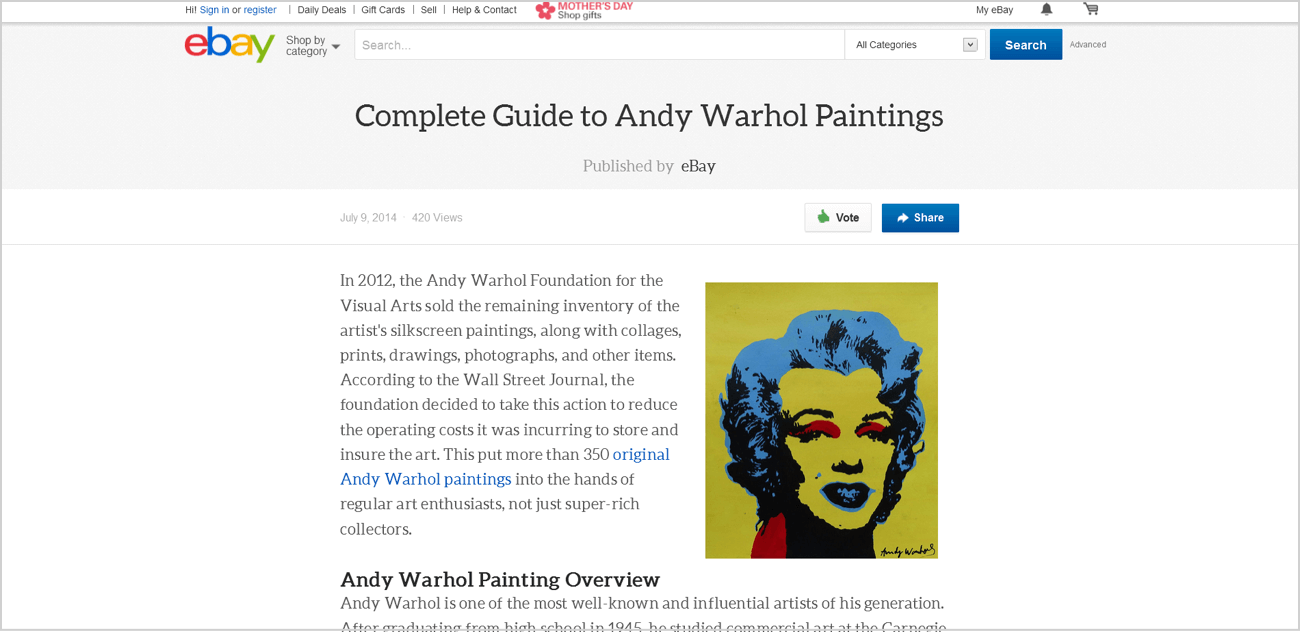 Hi! Sign in or register | Daily Deals | Gift Cards | Sell | Help & Contact
MOTHER'S DAY
Shop gifts
My eBay
ebay
Shop by
category
Search...
All Categories
Search
Advanced
Complete Guide to Andy Warhol Paintings
Published by eBay
July 9, 2014 · 420 Views
Vote
Share
In 2012, the Andy Warhol Foundation for the
Visual Arts sold the remaining inventory of the
artist's silkscreen paintings, along with collages,
prints, drawings, photographs, and other items.
According to the Wall Street Journal, the
foundation decided to take this action to reduce
the operating costs it was incurring to store and
insure the art. This put more than 350 original
Andy Warhol paintings into the hands of
regular art enthusiasts, not just super-rich
collectors.
Andy Warhol
Andy Warhol Painting Overview
Andy Warhol is one of the most well-known and influential artists of his generation.
After graduating from high school in 1945, he studied commercial art at the Carnegie